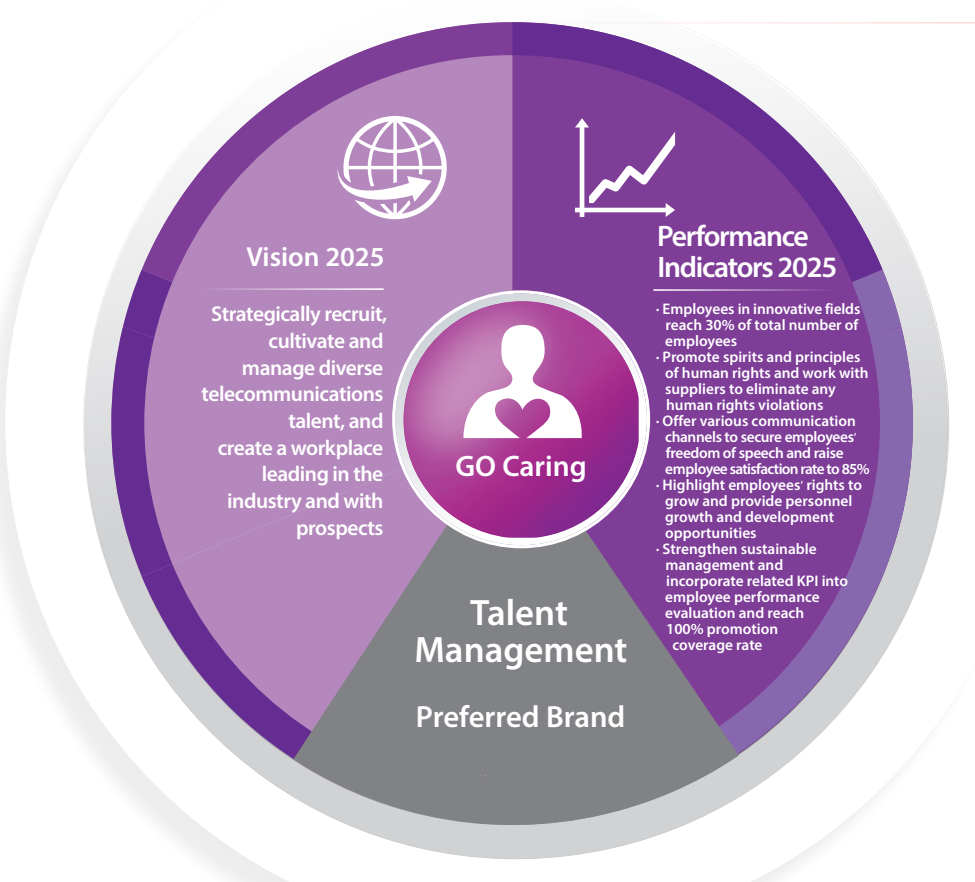 Vision 2025
Strategically recruit,
cultivate and
manage diverse
telecommunications
talent, and
create a workplace
leading in the
industry and with
prospects
Performance
Indicators 2025
· Employees in innovative fields
reach 30% of total number of
employees
· Promote spirits and principles
of human rights and work with
suppliers to eliminate any
human rights violations
· Offer various communication
channels to secure employees'
freedom of speech and raise
employee satisfaction rate to 85%
· Highlight employees' rights to
grow and provide personnel
growth and development
opportunities
· Strengthen sustainable
management and
incorporate related KPI into
employee performance
evaluation and reach
100% promotion
coverage rate
GO Caring
Talent
Management
Preferred Brand